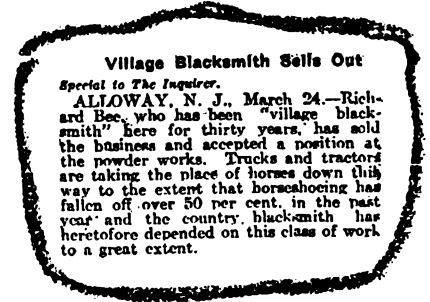 Village Blacksmith Sells Out
Special to The Inquirer.
ALLOWAY, N. J., March 24.—Rich-
ard Bee, who has been "village black-
smith" here for thirty years, has sold
the business and accepted a position at
the powder works. Trucks and tractors
are taking the place of horses down this
way to the extent that horseshoeing has
fallen off over 50 per cent. in the past
year and the country blacksmith has
heretofore depended on this class of work
to a great extent.